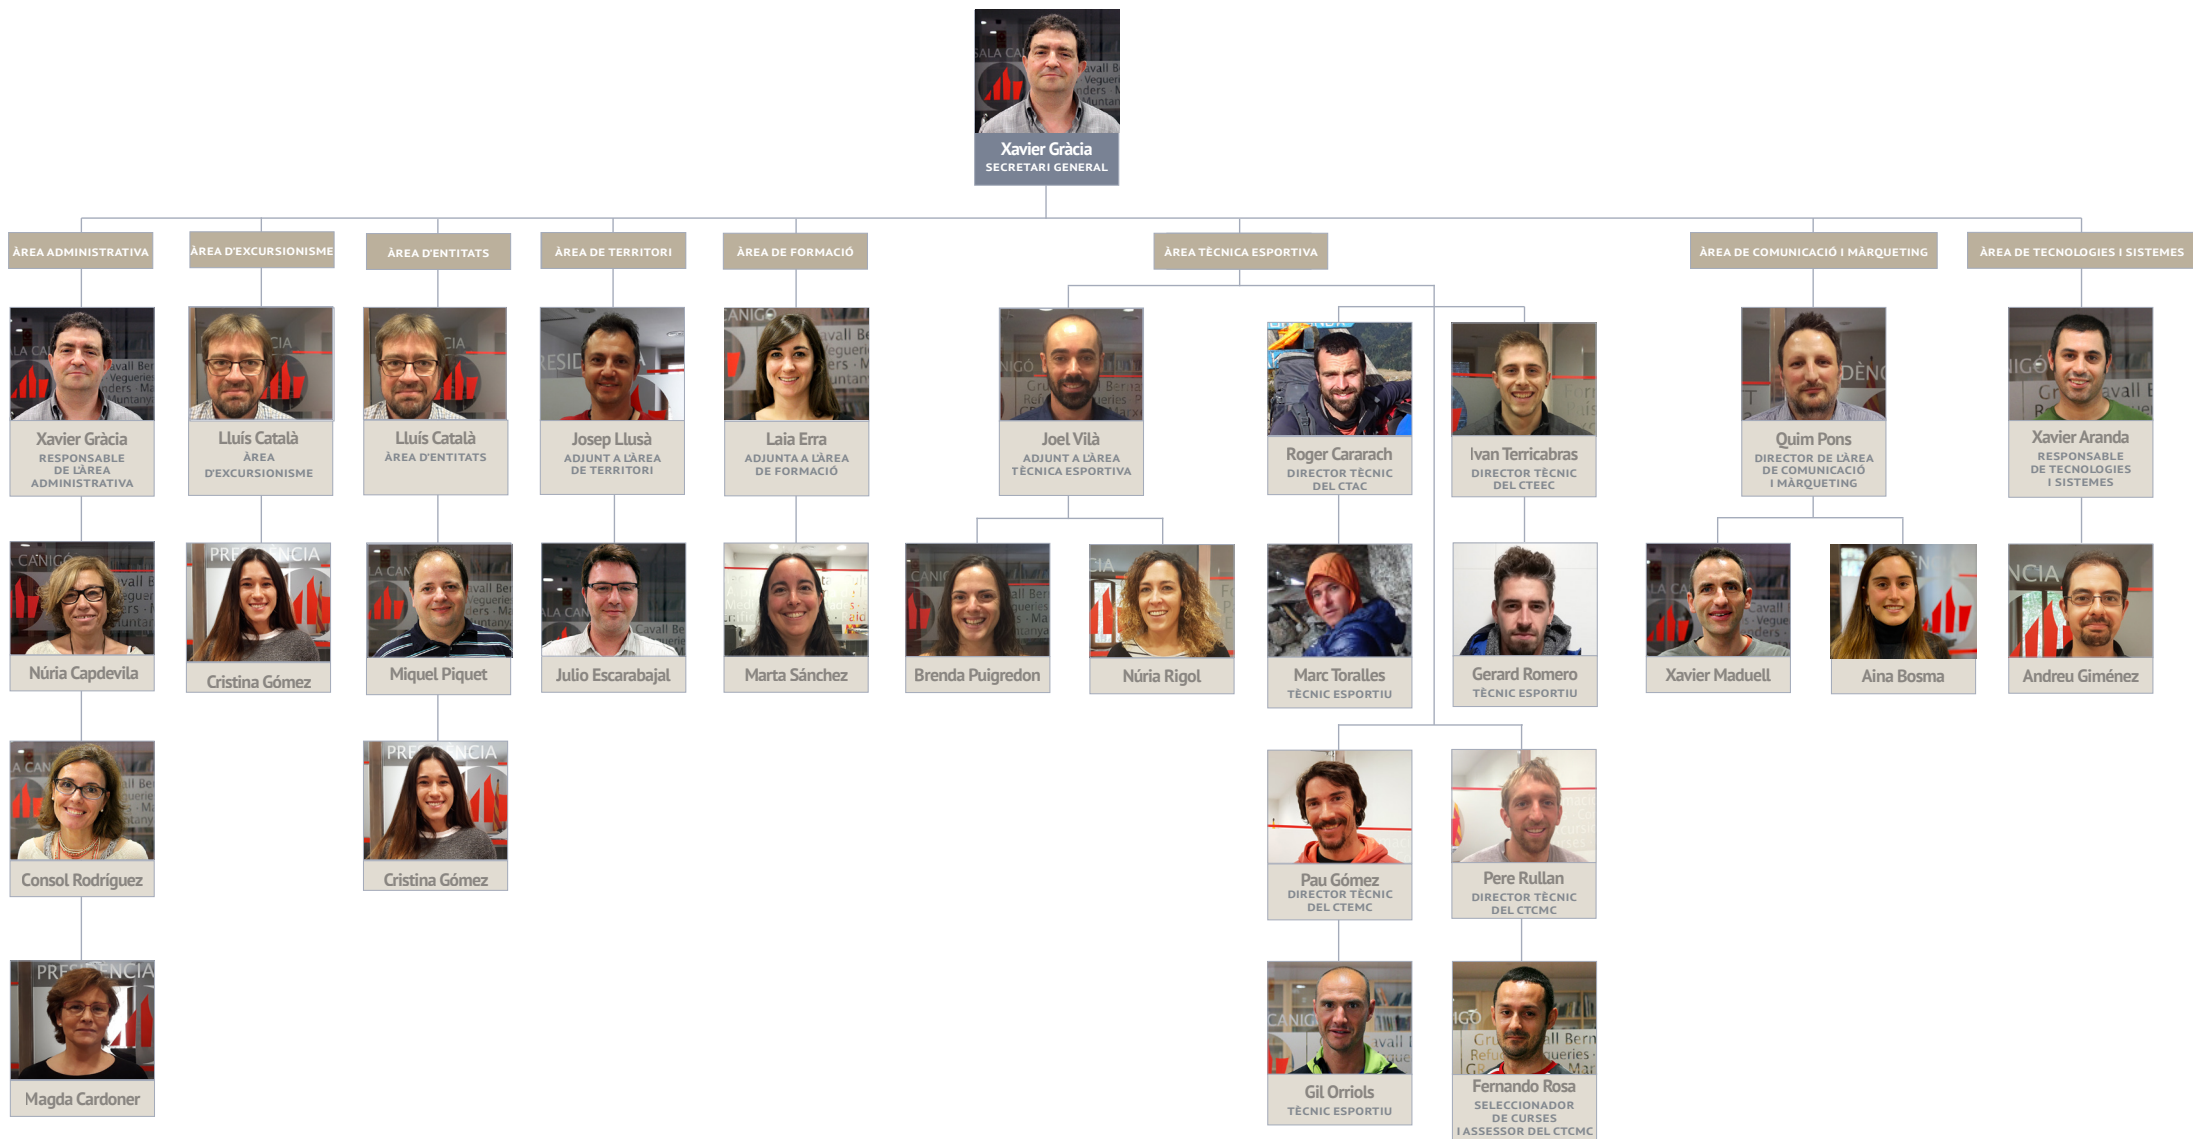 Xavier Gràcia
SECRETARI GENERAL
ÀREA ADMINISTRATIVA
ÀREA D'EXCURSIONISME
ÀREA D'ENTITATS
ÀREA DE TERRITORI
ÀREA DE FORMACIÓ
ÀREA TÈCNICA ESPORTIVA
ÀREA DE COMUNICACIÓ I MÀRQUETING
ÀREA DE TECNOLOGIES I SISTEMES
Xavier Gràcia
RESPONSABLE
DE L'ÀREA
ADMINISTRATIVA
Lluís Català
ÀREA
D'EXCURSIONISME
Lluís Català
ÀREA D'ENTITATS
Josep Llusà
ADJUNT A L'ÀREA
DE TERRITORI
Laia Erra
ADJUNTA A L'ÀREA
DE FORMACIÓ
Joel Vilà
ADJUNT A L'ÀREA
TÈCNICA ESPORTIVA
Roger Cararach
DIRECTOR TÈCNIC
DEL CTAC
Ivan Terricabras
DIRECTOR TÈCNIC
DEL CTEEC
Quim Pons
DIRECTOR DE L'ÀREA
DE COMUNICACIÓ
I MÀRQUETING
Xavier Aranda
RESPONSABLE
DE TECNOLOGIES
I SISTEMES
Núria Capdevila
Cristina Gómez
Miquel Piquet
Julio Escarabajal
Marta Sánchez
Brenda Puigredon
Núria Rigol
Marc Toralles
TÈCNIC ESPORTIU
Gerard Romero
TÈCNIC ESPORTIU
Xavier Maduell
Aina Bosma
Andreu Giménez
Consol Rodríguez
Cristina Gómez
Pau Gómez
DIRECTOR TÈCNIC
DEL CTEMC
Pere Rullan
DIRECTOR TÈCNIC
DEL CTCMC
Magda Cardoner
Gil Orriols
TÈCNIC ESPORTIU
Fernando Rosa
SELECCIONADOR
DE CURSES
I ASSESSOR DEL CTCMC